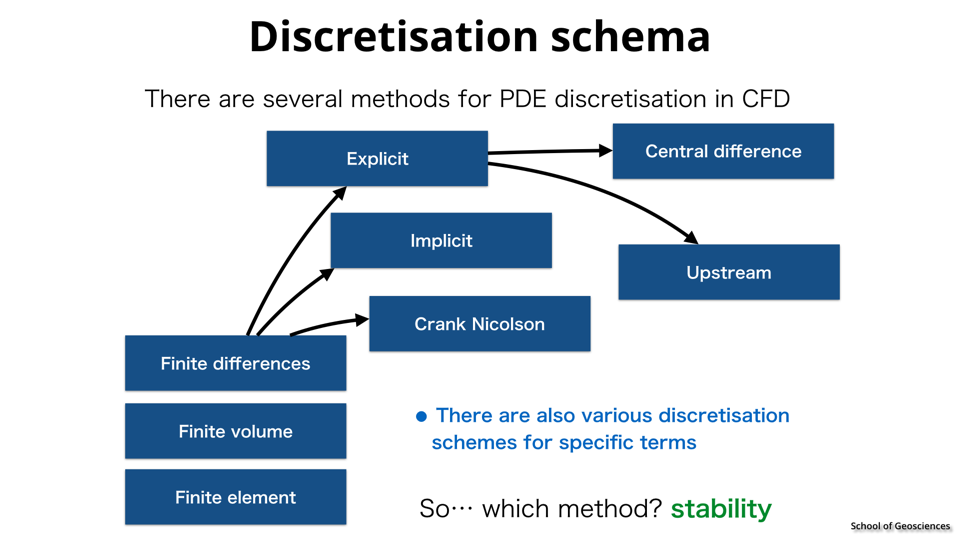 Discretisation schema
There are several methods for PDE discretisation in CFD
Explicit
Central difference
Implicit
Upstream
Crank Nicolson
Finite differences
Finite volume
Finite element
● There are also various discretisation
schemes for specific terms
So… which method? stability
School of Geosciences